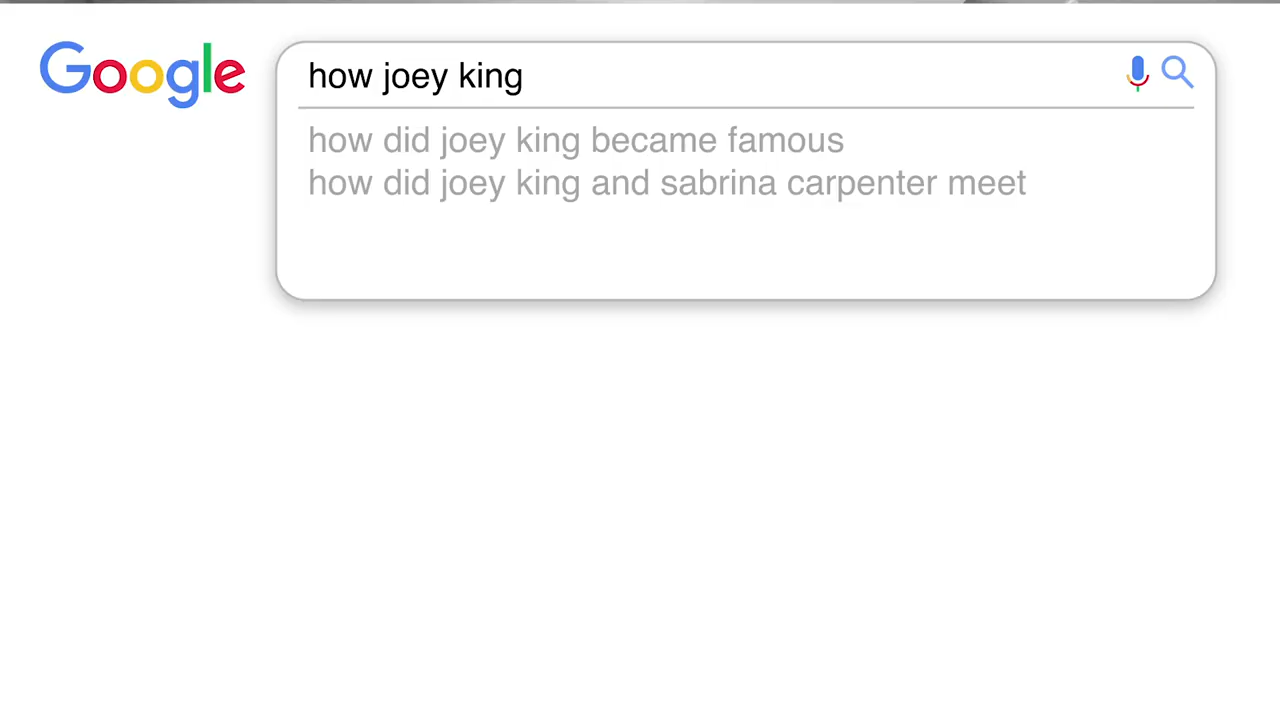 Google
how joey king
how did joey king became famous
how did joey king and sabrina carpenter meet